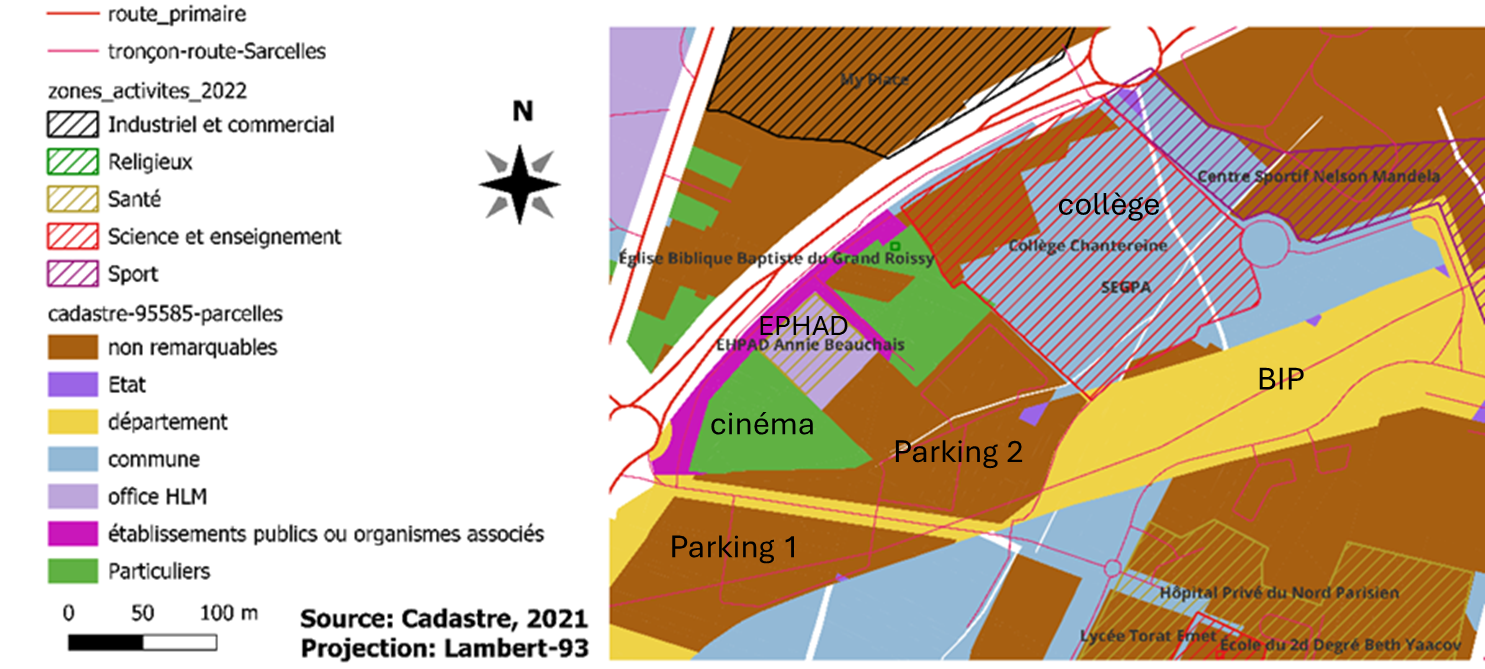 route_primaire
tronçon-route-Sarcelles
zones_activites_2022
Industriel et commercial
Religieux
Santé
Science et enseignement
Sport
cadastre-95585-parcelles
non remarquables
Etat
département
commune
office HLM
établissements publics ou organismes associés
Particuliers
0 50 100 m
Source: Cadastre, 2021
Projection: Lambert-93
N
My Place
Centre Sportif Nelson Mandela
collège
Collège Chantereine
Église Biblique Baptiste du Grand Roissy
SEGPA
EPHAD
EHPAD Annie Beauchais
BIP
cinéma
Parking 2
Parking 1
Hôpital Privé du Nord Parisien
Lycée Torat Emet
École du 2d Degré Beth Yaacov